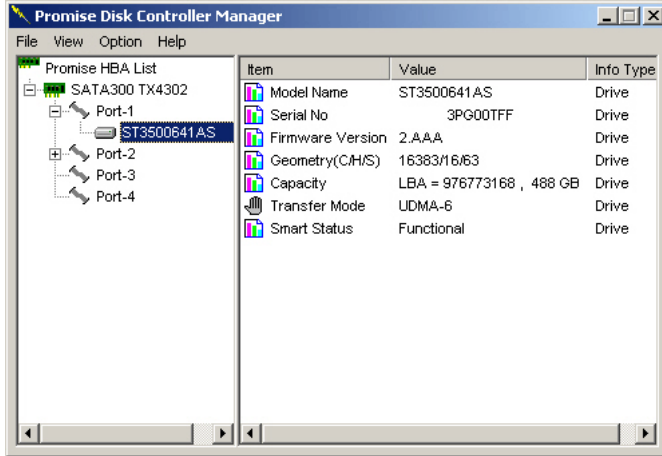 Promise Disk Controller Manager
File View Option Help
Promise HBA List
SATA300 TX4302
Port-1
ST3500641AS
Port-2
Port-3
Port-4
Item Value Info Type
Model Name ST3500641AS Drive
Serial No 3PG00TFF Drive
Firmware Version 2.AAA Drive
Geometry(C/H/S) 16383/16/63 Drive
Capacity LBA = 976773168 , 488 GB Drive
Transfer Mode UDMA-6 Drive
Smart Status Functional Drive